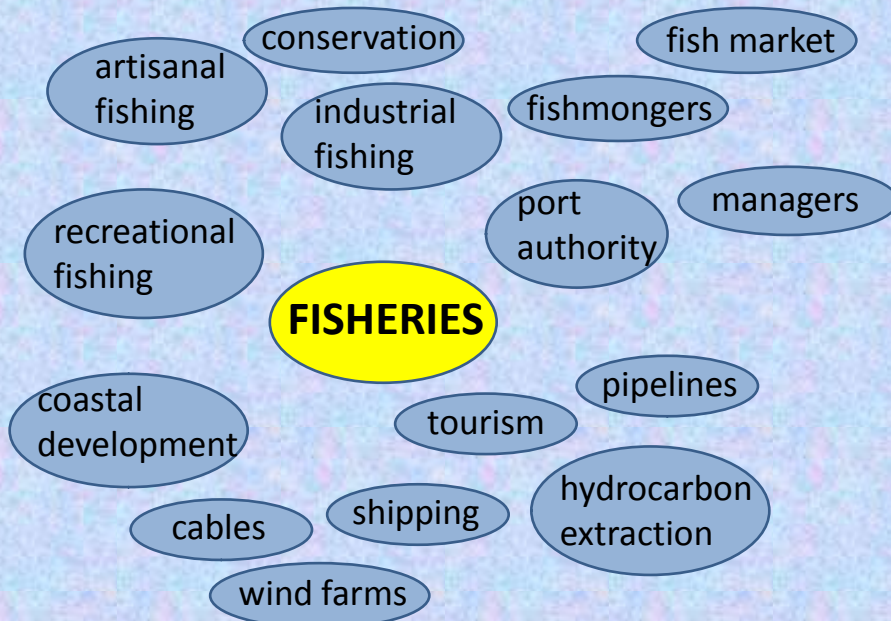 conservation
fish market
artisanal
fishing
industrial
fishing
fishmongers
managers
port
authority
recreational
fishing
FISHERIES
pipelines
coastal
development
tourism
hydrocarbon
extraction
shipping
cables
wind farms